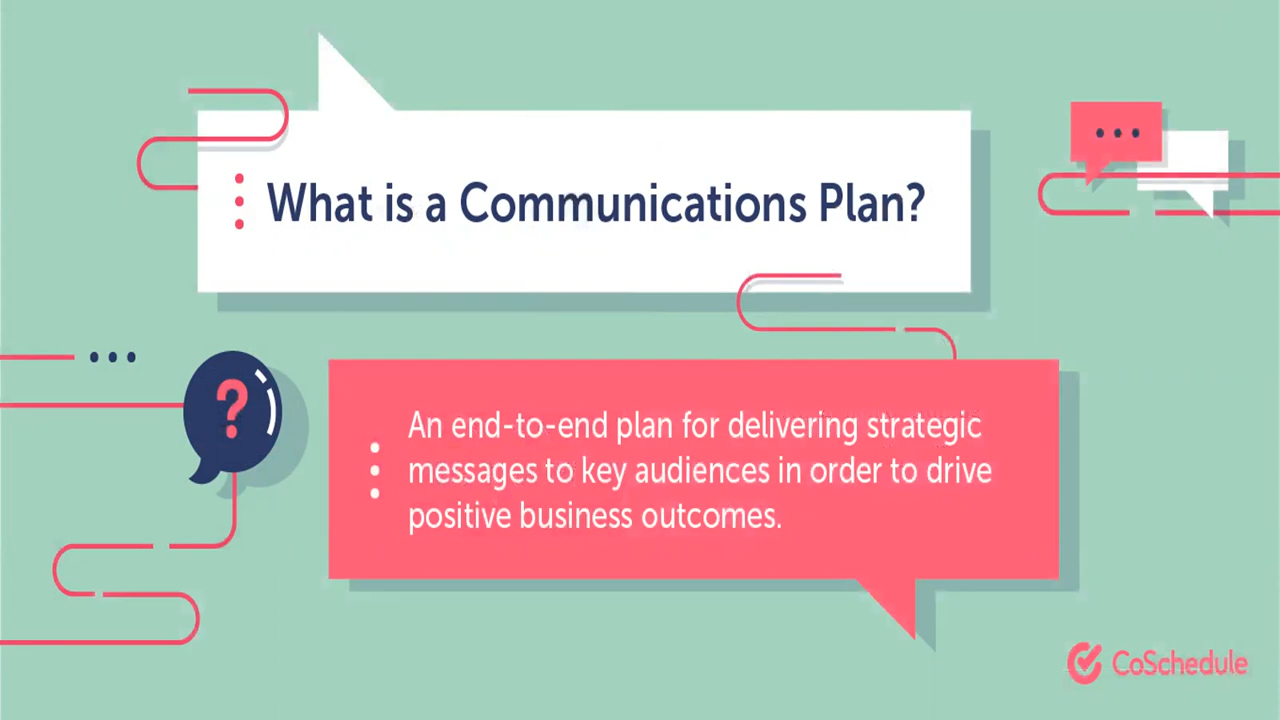 What is a Communications Plan?
?
An end-to-end plan for delivering strategic
messages to key audiences in order to drive
positive business outcomes.
CoSchedule